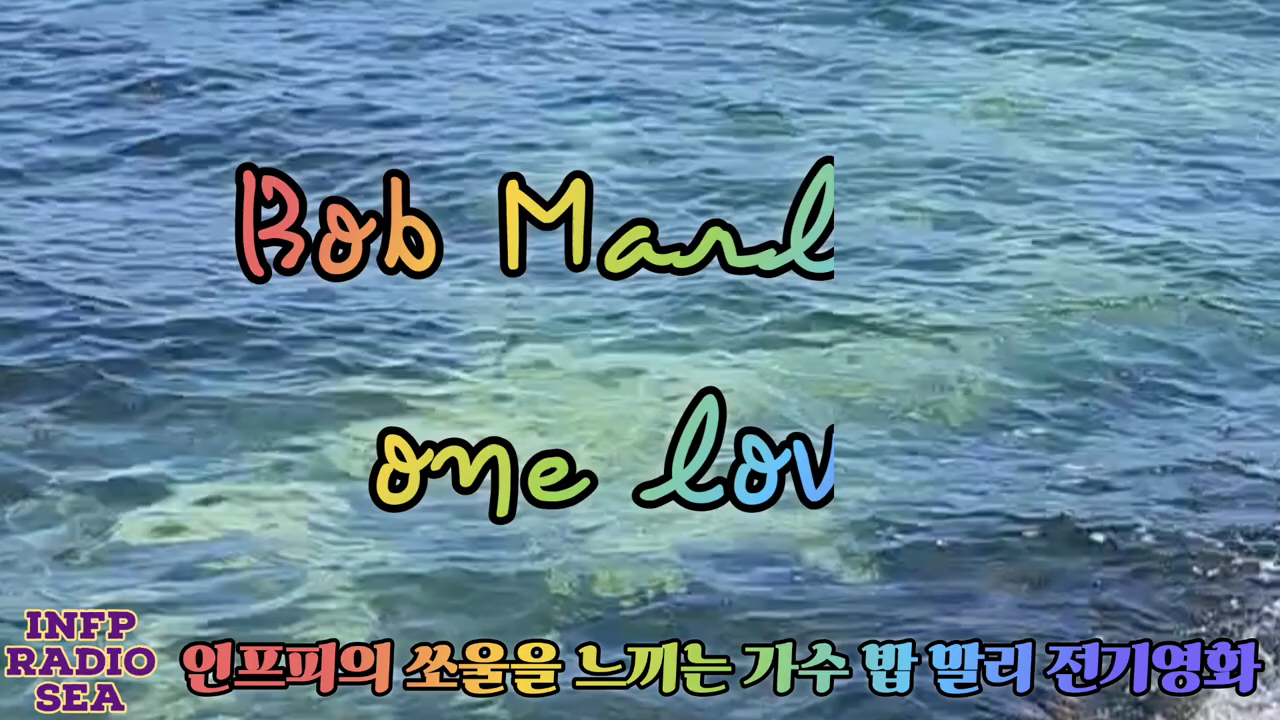 Bob Marl
one lov
INFP
RADIO
SEA
인프피의 쏘울을 느끼는 가수 밥 말리 전기영화